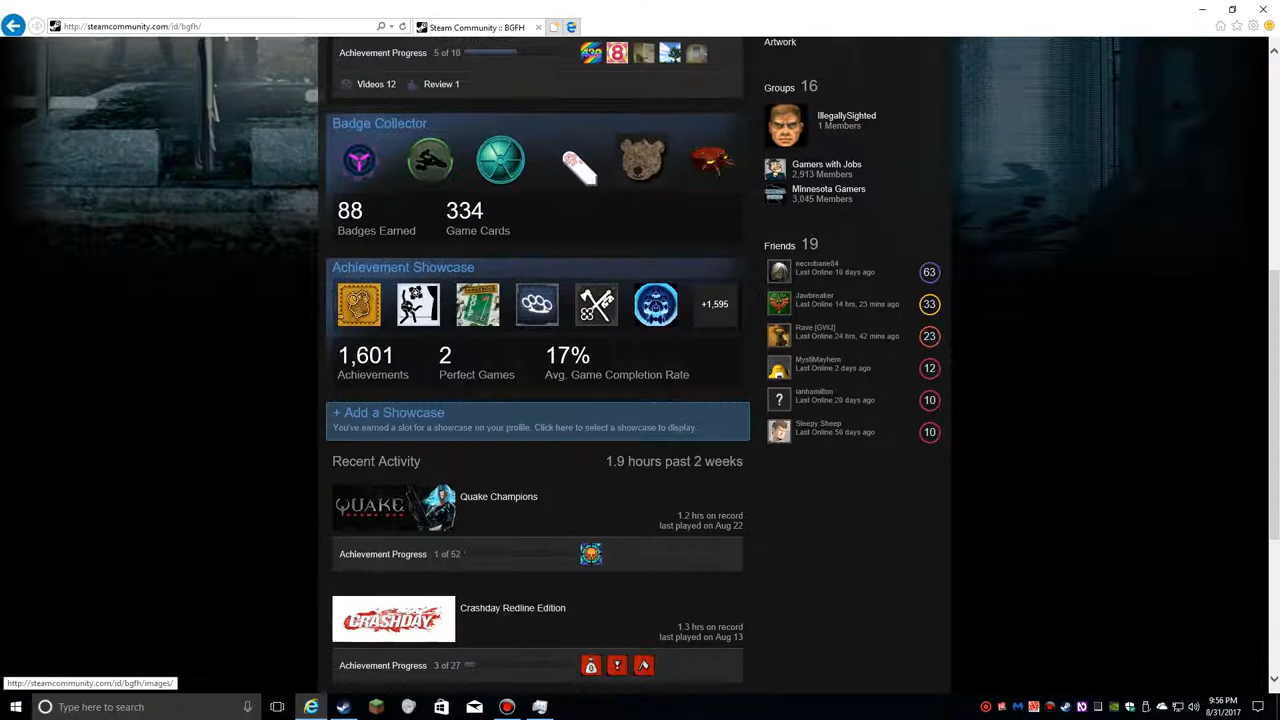 http://steamcommunity.com/id/bgfh/
Steam Community :: BGFH
Achievement Progress 5 of 10
Videos 12 Review 1
Badge Collector
88
Badges Earned
334
Game Cards
Achievement Showcase
+1,595
1,601
Achievements
2
Perfect Games
17%
Avg. Game Completion Rate
+ Add a Showcase
You've earned a slot for a showcase on your profile. Click here to select a showcase to display.
Recent Activity 1.9 hours past 2 weeks
QUAKE
Quake Champions
1.2 hrs on record
last played on Aug 22
Achievement Progress 1 of 52
CRASHDAY
Crashday Redline Edition
1.3 hrs on record
last played on Aug 13
Achievement Progress 3 of 27
Artwork
Groups 16
IllegallySighted
1 Members
Gamers with Jobs
2,913 Members
Minnesota Gamers
3,045 Members
Friends 19
necrobane84
Last Online 16 days ago
63
Jawbreaker
Last Online 14 hrs, 23 mins ago
33
Rave [GWJ]
Last Online 24 hrs, 42 mins ago
23
MystiMayhem
Last Online 2 days ago
12
ianhamilton
Last Online 29 days ago
10
Sleepy Sheep
Last Online 56 days ago
10
http://steamcommunity.com/id/bgfh/images/
Type here to search
9:56 PM
8/31/2017